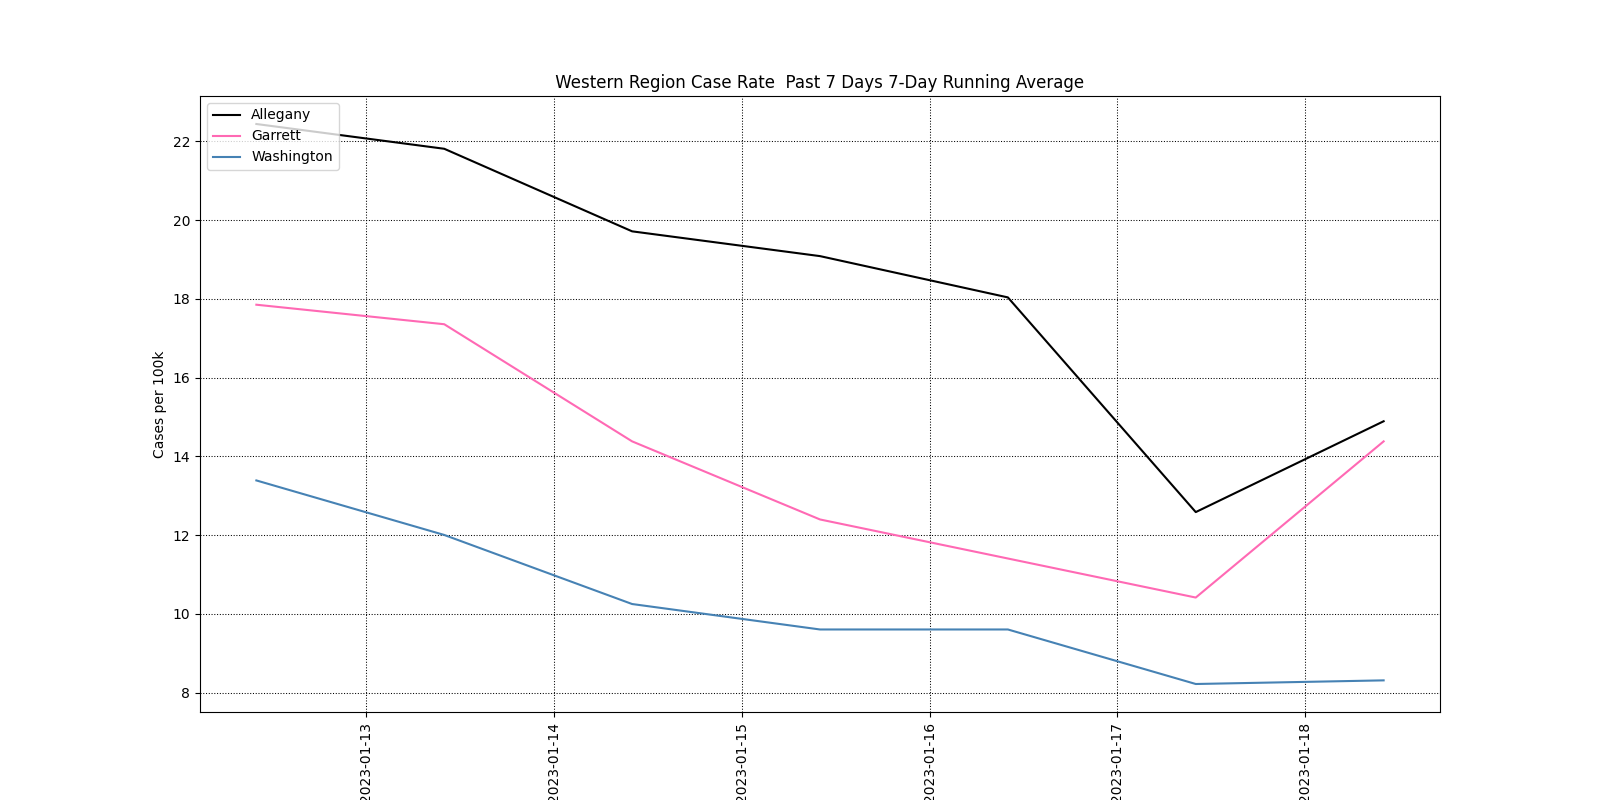 Western Region Case Rate  Past 7 Days 7-Day Running Average
Allegany
Garrett
Washington
22
20
18
16
14
12
10
8
Cases per 100k
2023-01-13
2023-01-14
2023-01-15
2023-01-16
2023-01-17
2023-01-18